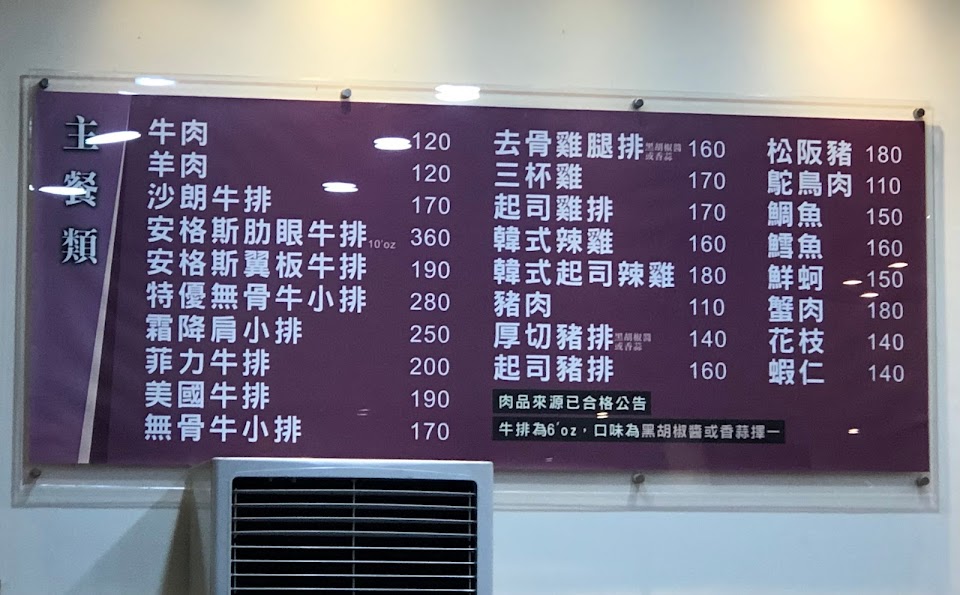 主餐類
牛肉 120
羊肉 120
沙朗牛排 170
安格斯肋眼牛排10'oz 360
安格斯翼板牛排 190
特優無骨牛小排 280
霜降肩小排 250
菲力牛排 200
美國牛排 190
無骨牛小排 170
去骨雞腿排黑胡椒醬或香蒜 160
三杯雞 170
起司雞排 170
韓式辣雞 160
韓式起司辣雞 180
豬肉 110
厚切豬排黑胡椒醬或香蒜 140
起司豬排 160
肉品來源已合格公告
牛排為6'oz，口味為黑胡椒醬或香蒜擇一
松阪豬 180
鴕鳥肉 110
鯛魚 150
鱈魚 160
鮮蚵 150
蟹肉 180
花枝 140
蝦仁 140